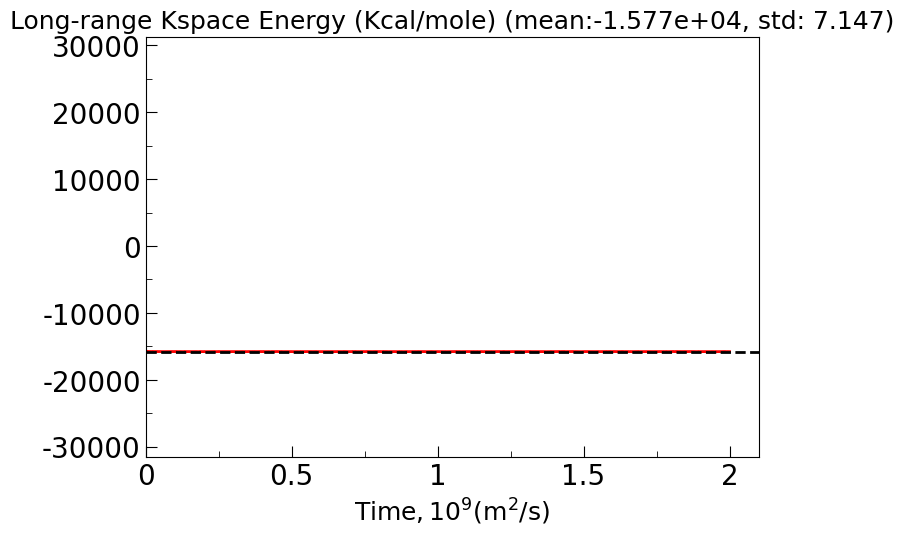 Long-range Kspace Energy (Kcal/mole) (mean:-1.577e+04, std: 7.147)
30000
20000
10000
0
-10000
-20000
-30000
0 0.5 1 1.5 2
Time, 10⁹(m²/s)